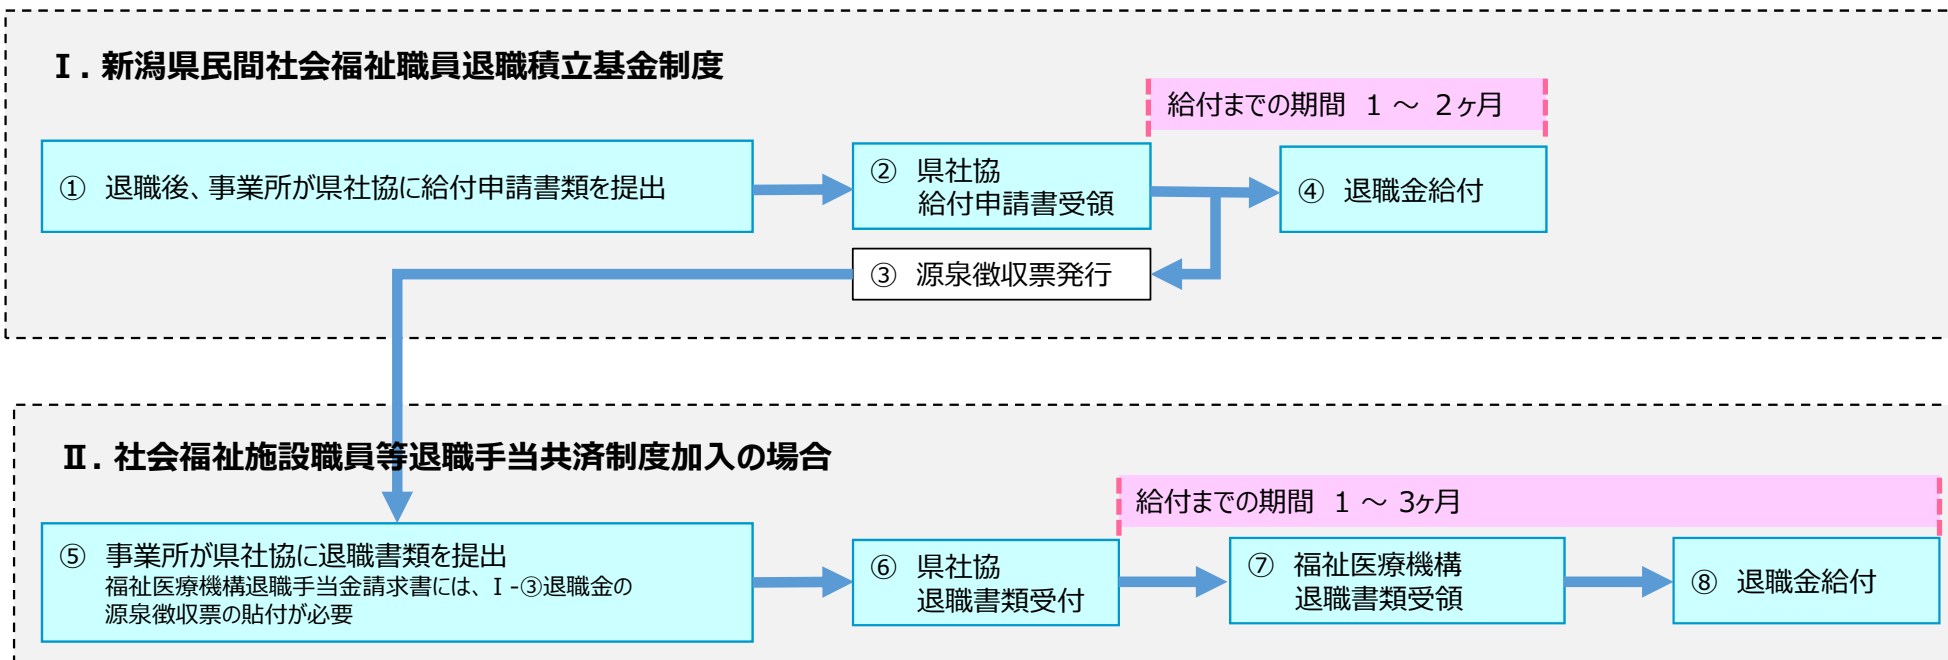 Ⅰ．新潟県民間社会福祉職員退職積立基金制度
給付までの期間　1 ～ 2ヶ月
①　退職後、事業所が県社協に給付申請書類を提出
②　県社協
給付申請書受領
④　退職金給付
③　源泉徴収票発行
Ⅱ．社会福祉施設職員等退職手当共済制度加入の場合
給付までの期間　1 ～ 3ヶ月
⑤　事業所が県社協に退職書類を提出
福祉医療機構退職手当金請求書には、Ⅰ-③退職金の
源泉徴収票の貼付が必要
⑥　県社協
退職書類受付
⑦　福祉医療機構
退職書類受領
⑧　退職金給付